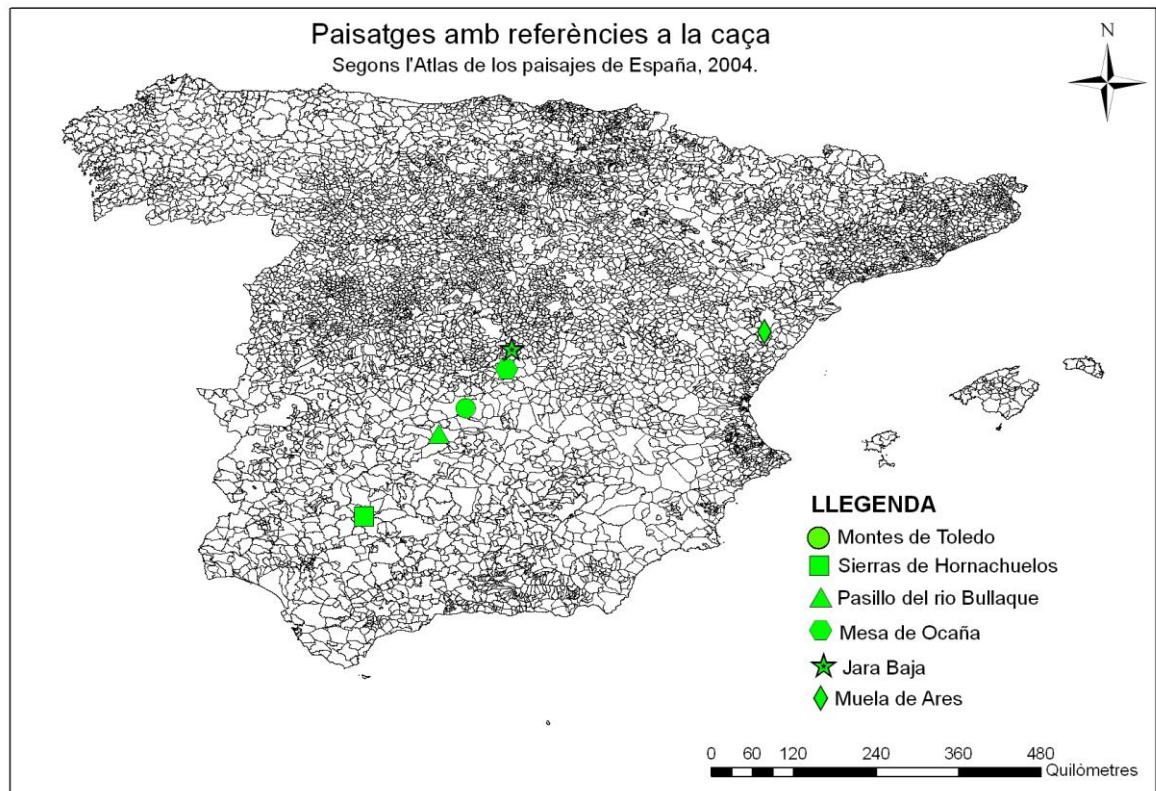 Paisatges amb referències a la caça
Segons l'Atlas de los paisajes de España, 2004.
N
LLEGENDA
Montes de Toledo
Sierras de Hornachuelos
Pasillo del rio Bullaque
Mesa de Ocaña
Jara Baja
Muela de Ares
0 60 120 240 360 480
Quilómetres